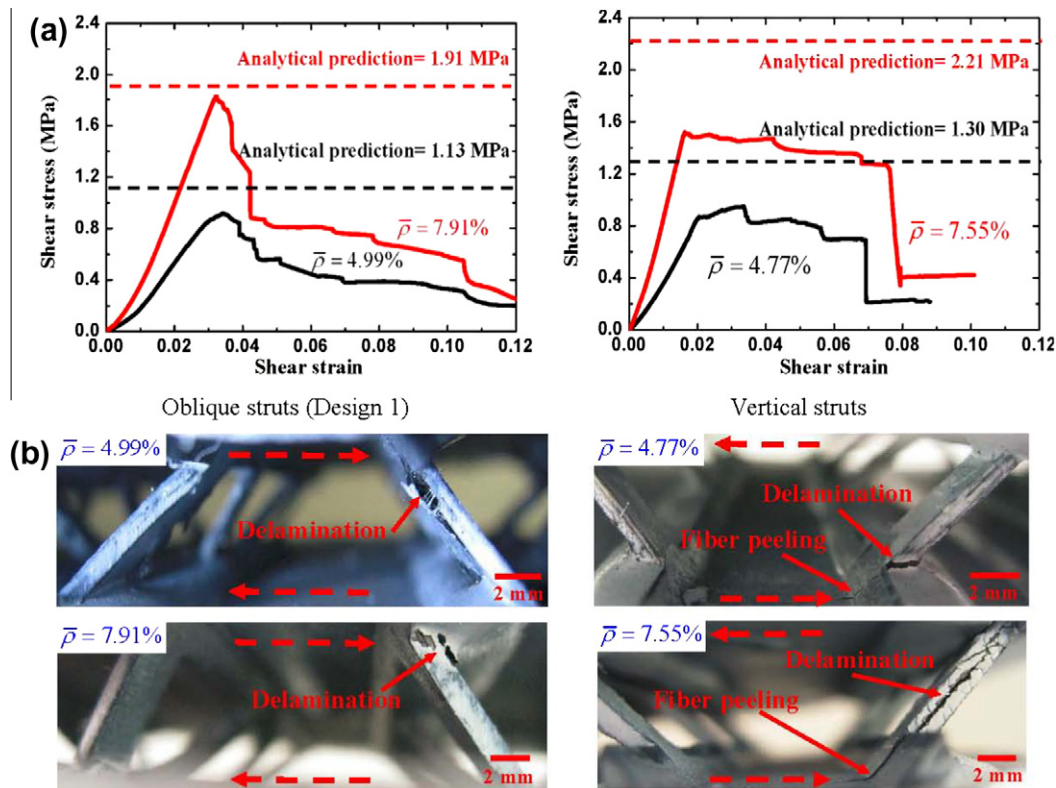 (a)
Shear stress (MPa)
2.4
2.0
1.6
1.2
0.8
0.4
0.0
Analytical prediction= 1.91 MPa
Analytical prediction= 1.13 MPa
ρ̅ = 7.91%
ρ̅ = 4.99%
0.00 0.02 0.04 0.06 0.08 0.10 0.12
Shear strain
Oblique struts (Design 1)
Shear stress (MPa)
2.4
2.0
1.6
1.2
0.8
0.4
0.0
Analytical prediction= 2.21 MPa
Analytical prediction= 1.30 MPa
ρ̅ = 7.55%
ρ̅ = 4.77%
0.00 0.02 0.04 0.06 0.08 0.10 0.12
Shear strain
Vertical struts
(b)
ρ̅ = 4.99%
Delamination
2 mm
ρ̅ = 4.77%
Delamination
Fiber peeling
2 mm
ρ̅ = 7.91%
Delamination
2 mm
ρ̅ = 7.55%
Delamination
Fiber peeling
2 mm